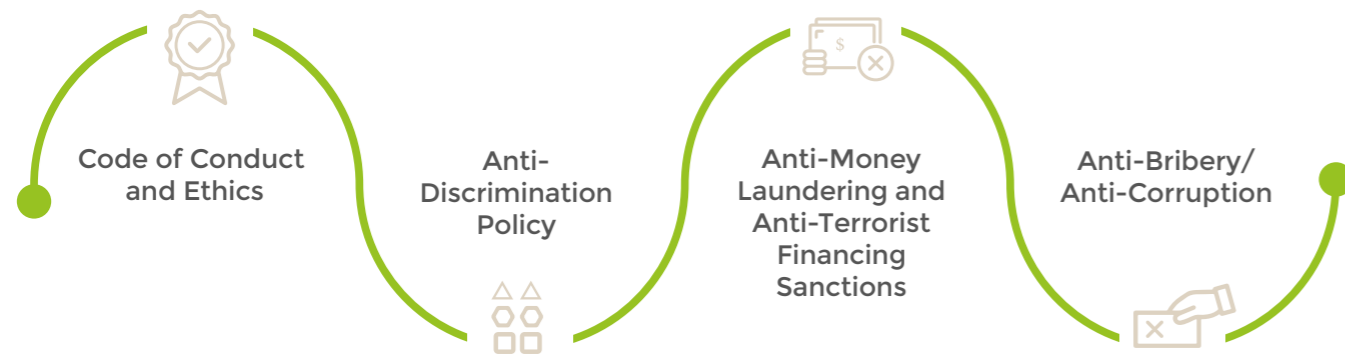 Code of Conduct
and Ethics
Anti-
Discrimination
Policy
$
Anti-Money
Laundering and
Anti-Terrorist
Financing
Sanctions
Anti-Bribery/
Anti-Corruption